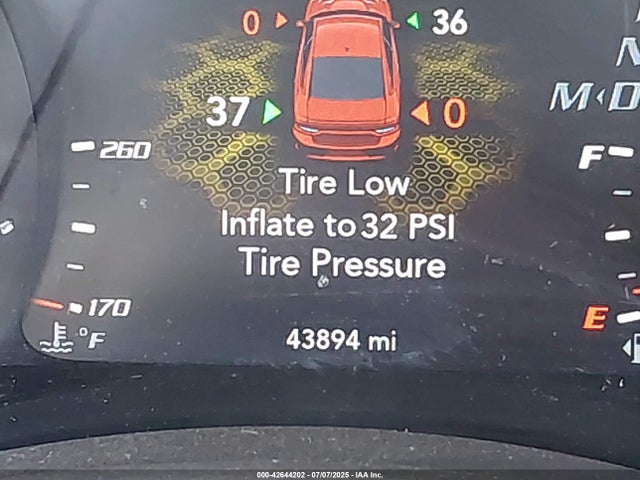 0 36
37 0
260
Tire Low
Inflate to 32 PSI
Tire Pressure
170
°F
43894 mi
N
M‹D
F
E
000-42644202 - 07/07/2025 - IAA Inc.